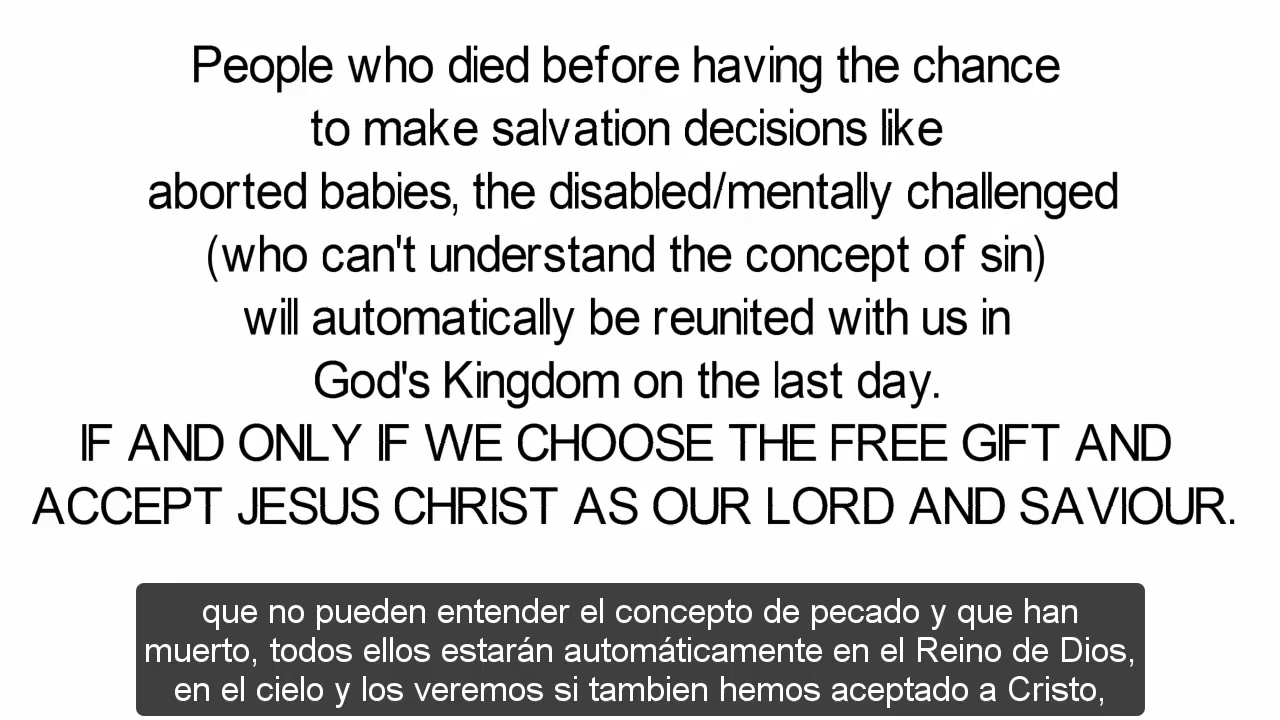 People who died before having the chance
to make salvation decisions like
aborted babies, the disabled/mentally challenged
(who can't understand the concept of sin)
will automatically be reunited with us in
God's Kingdom on the last day.
IF AND ONLY IF WE CHOOSE THE FREE GIFT AND
ACCEPT JESUS CHRIST AS OUR LORD AND SAVIOUR.
que no pueden entender el concepto de pecado y que han
muerto, todos ellos estarán automáticamente en el Reino de Dios,
en el cielo y los veremos si tambien hemos aceptado a Cristo,